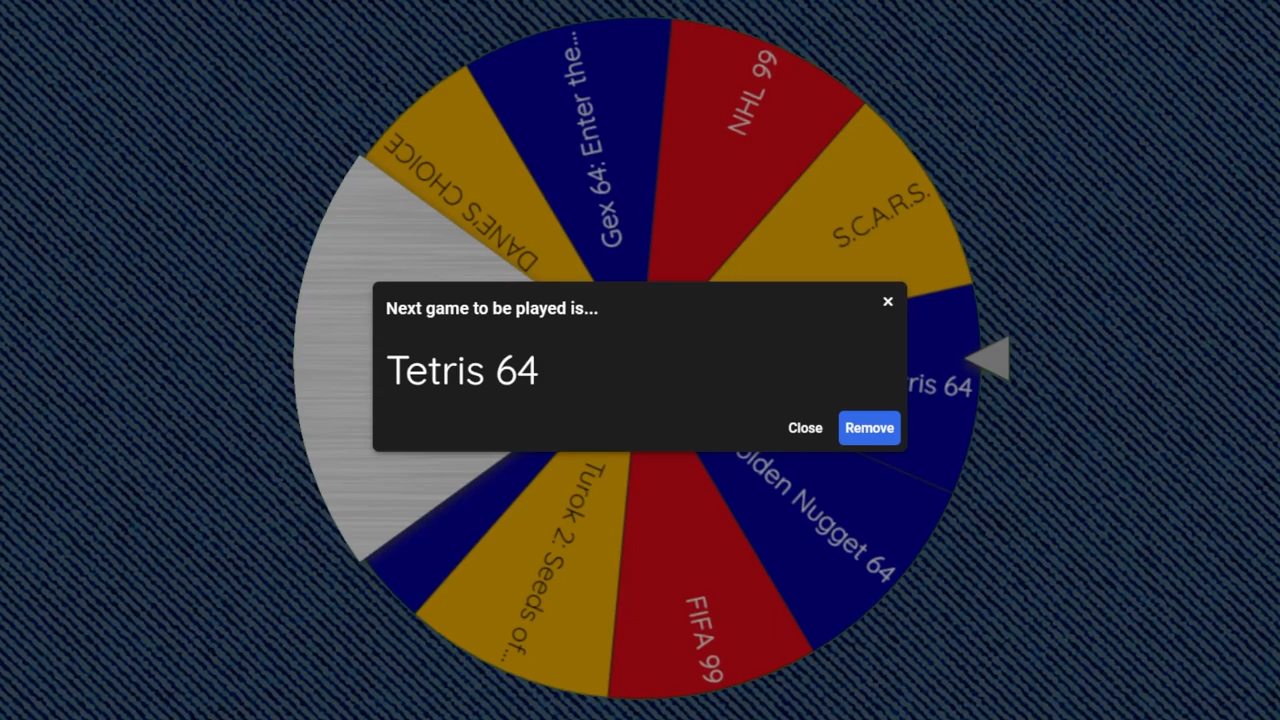 Gex 64: Enter the...
NHL 99
DANE'S CHOICE
S.C.A.R.S.
Next game to be played is...
×
Tetris 64
ris 64
Close
Remove
lden Nugget 64
Turok 2: Seeds of...
FIFA 99